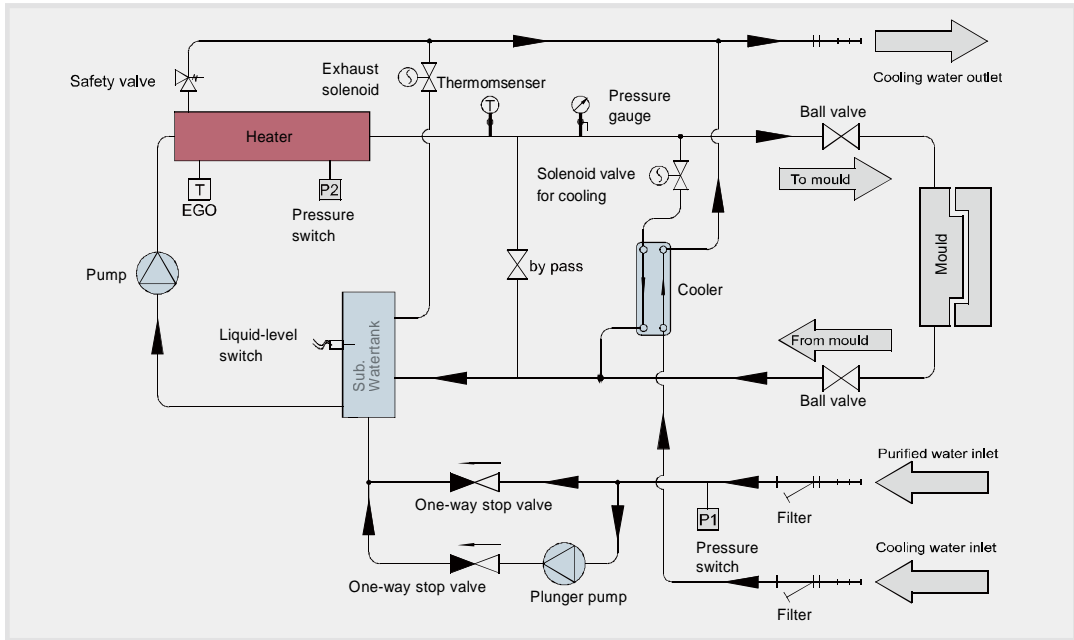 Safety valve
Exhaust
solenoid
Thermomsenser
Pressure
gauge
Cooling water outlet
Ball valve
Heater
T
Solenoid valve
for cooling
To mould
T
EGO
P2
Pressure
switch
Mould
Pump
by pass
Cooler
Liquid-level
switch
Sub.
Watertank
From mould
Ball valve
Purified water inlet
One-way stop valve
P1
Filter
Pressure
switch
Cooling water inlet
One-way stop valve
Plunger pump
Filter